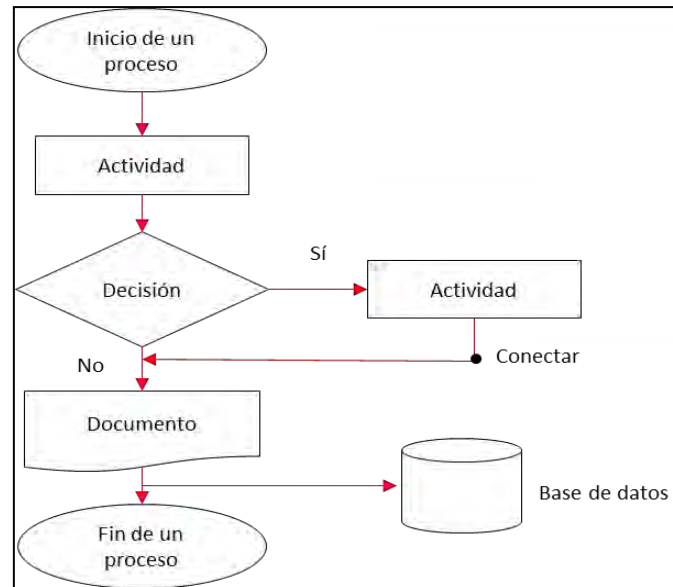 Inicio de un
proceso
Actividad
Sí
Decisión
Actividad
Conectar
No
Documento
Base de datos
Fin de un
proceso